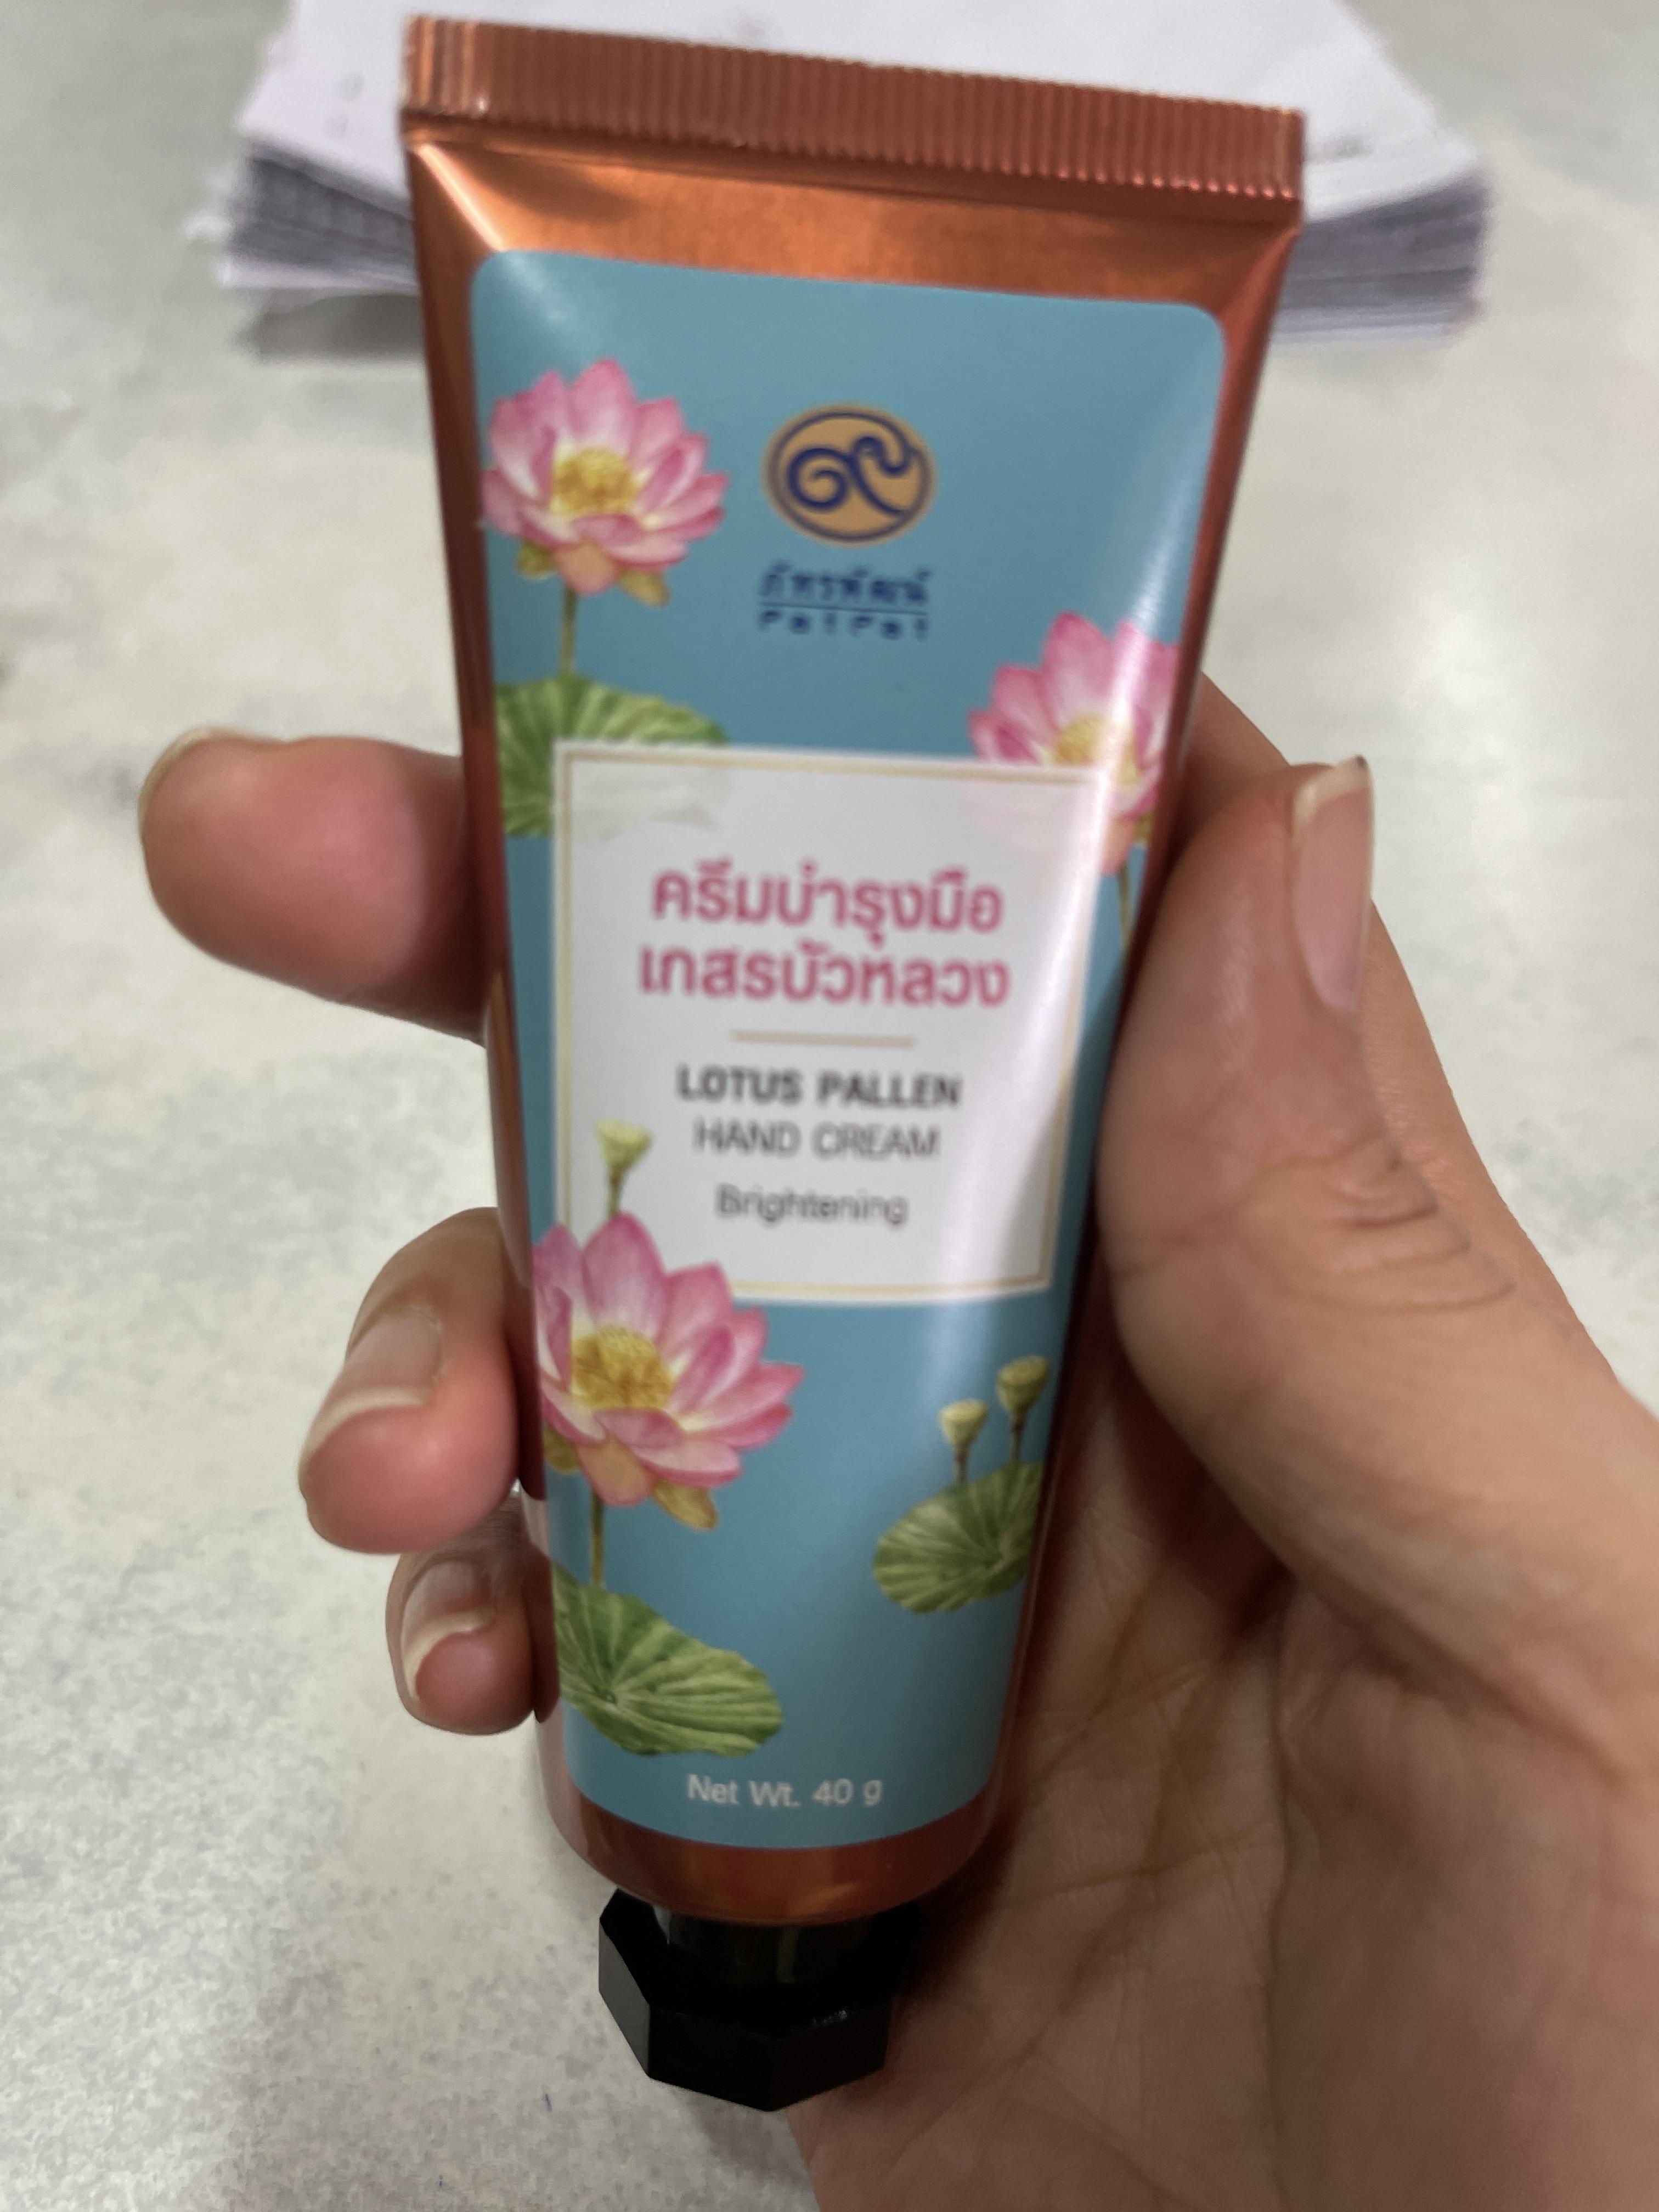 ภัทรพัฒน์
PatPat
ครีมบำรุงมือ
เกสรบัวหลวง
LOTUS PALLEN
HAND CREAM
Brightening
Net Wt. 40 g